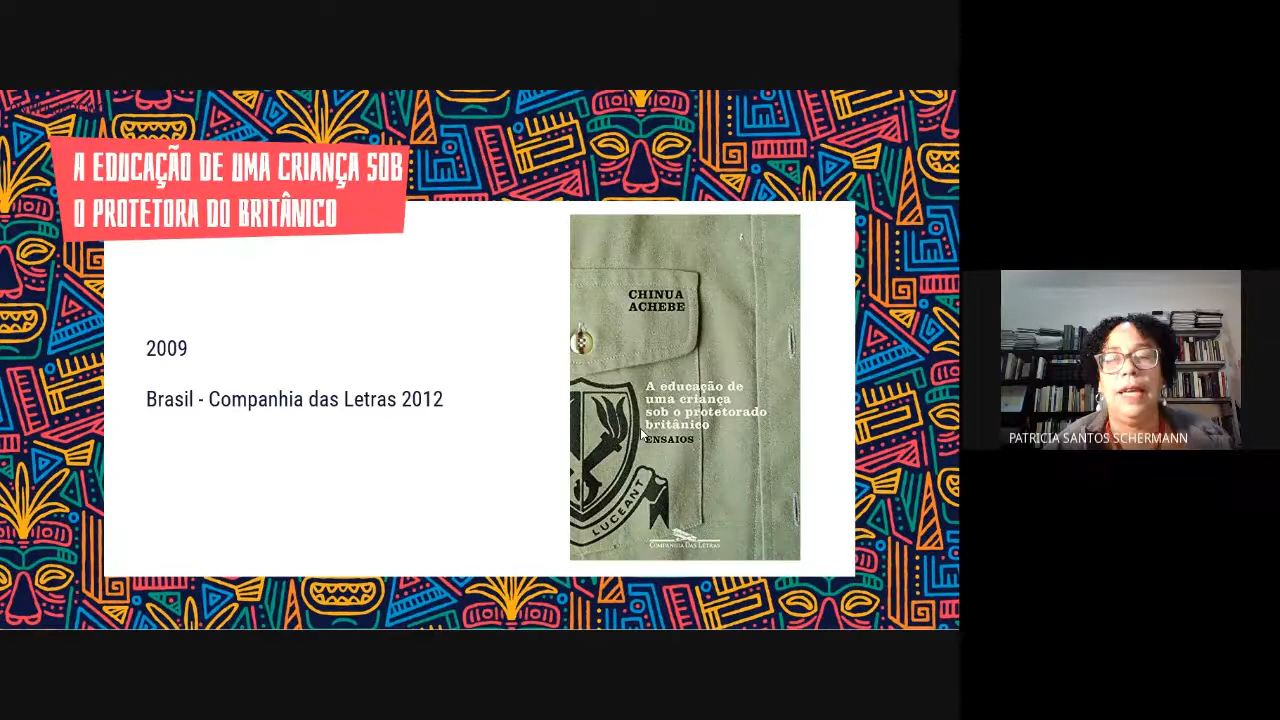 A EDUCAÇÃO DE UMA CRIANÇA SOB
O PROTETORA DO BRITÂNICO
2009
Brasil - Companhia das Letras 2012
CHINUA
ACHEBE
A educação de
uma criança
sob o protetorado
britânico
ENSAIOS
LUCEANT
COMPANHIA DAS LETRAS
PATRICIA SANTOS SCHERMANN